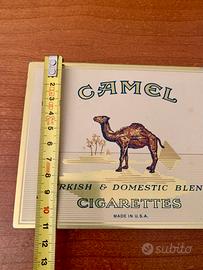 CAMEL
RKISH & DOMESTIC BLEN
CIGARETTES
MADE IN U.S.A.
2
3
4
5
6
7
8
9
10
11
12
13
subito